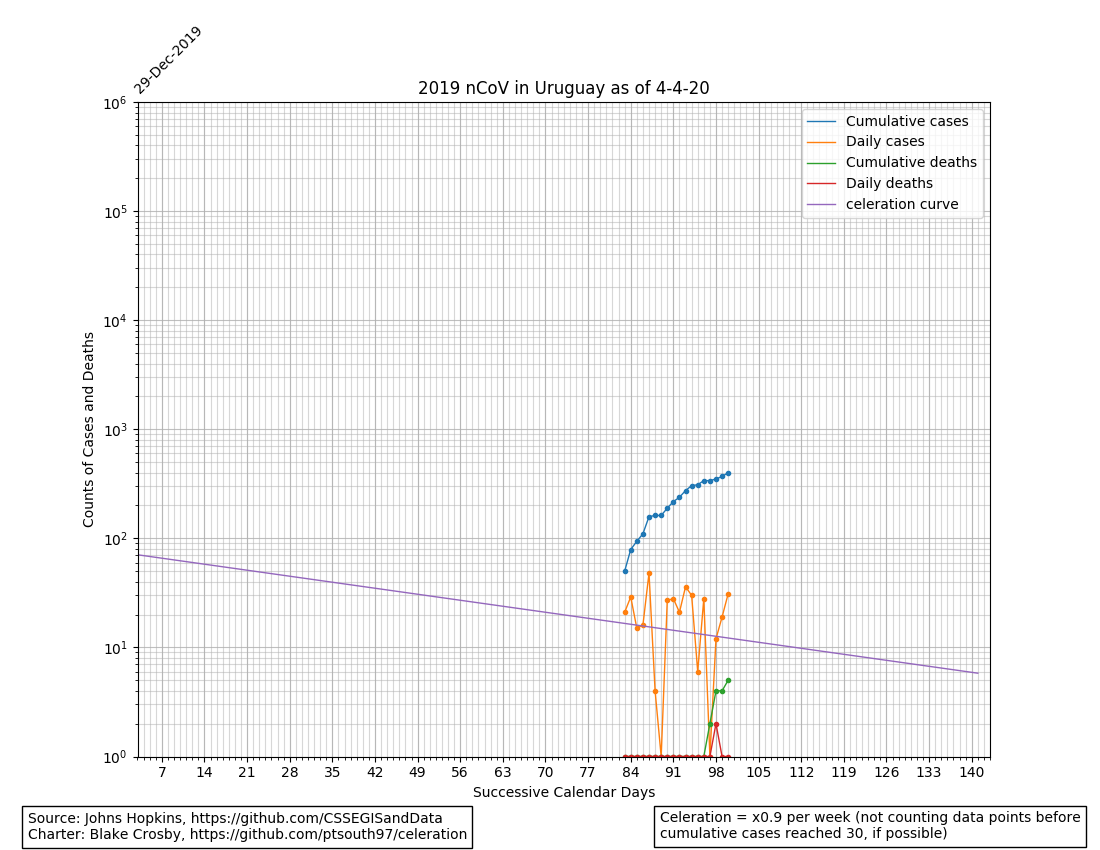 29-Dec-2019
2019 nCoV in Uruguay as of 4-4-20
Cumulative cases
Daily cases
Cumulative deaths
Daily deaths
celeration curve
Counts of Cases and Deaths
10^6
10^5
10^4
10^3
10^2
10^1
10^0
7 14 21 28 35 42 49 56 63 70 77 84 91 98 105 112 119 126 133 140
Successive Calendar Days
Source: Johns Hopkins, https://github.com/CSSEGISandData
Charter: Blake Crosby, https://github.com/ptsouth97/celeration
Celeration = x0.9 per week (not counting data points before
cumulative cases reached 30, if possible)